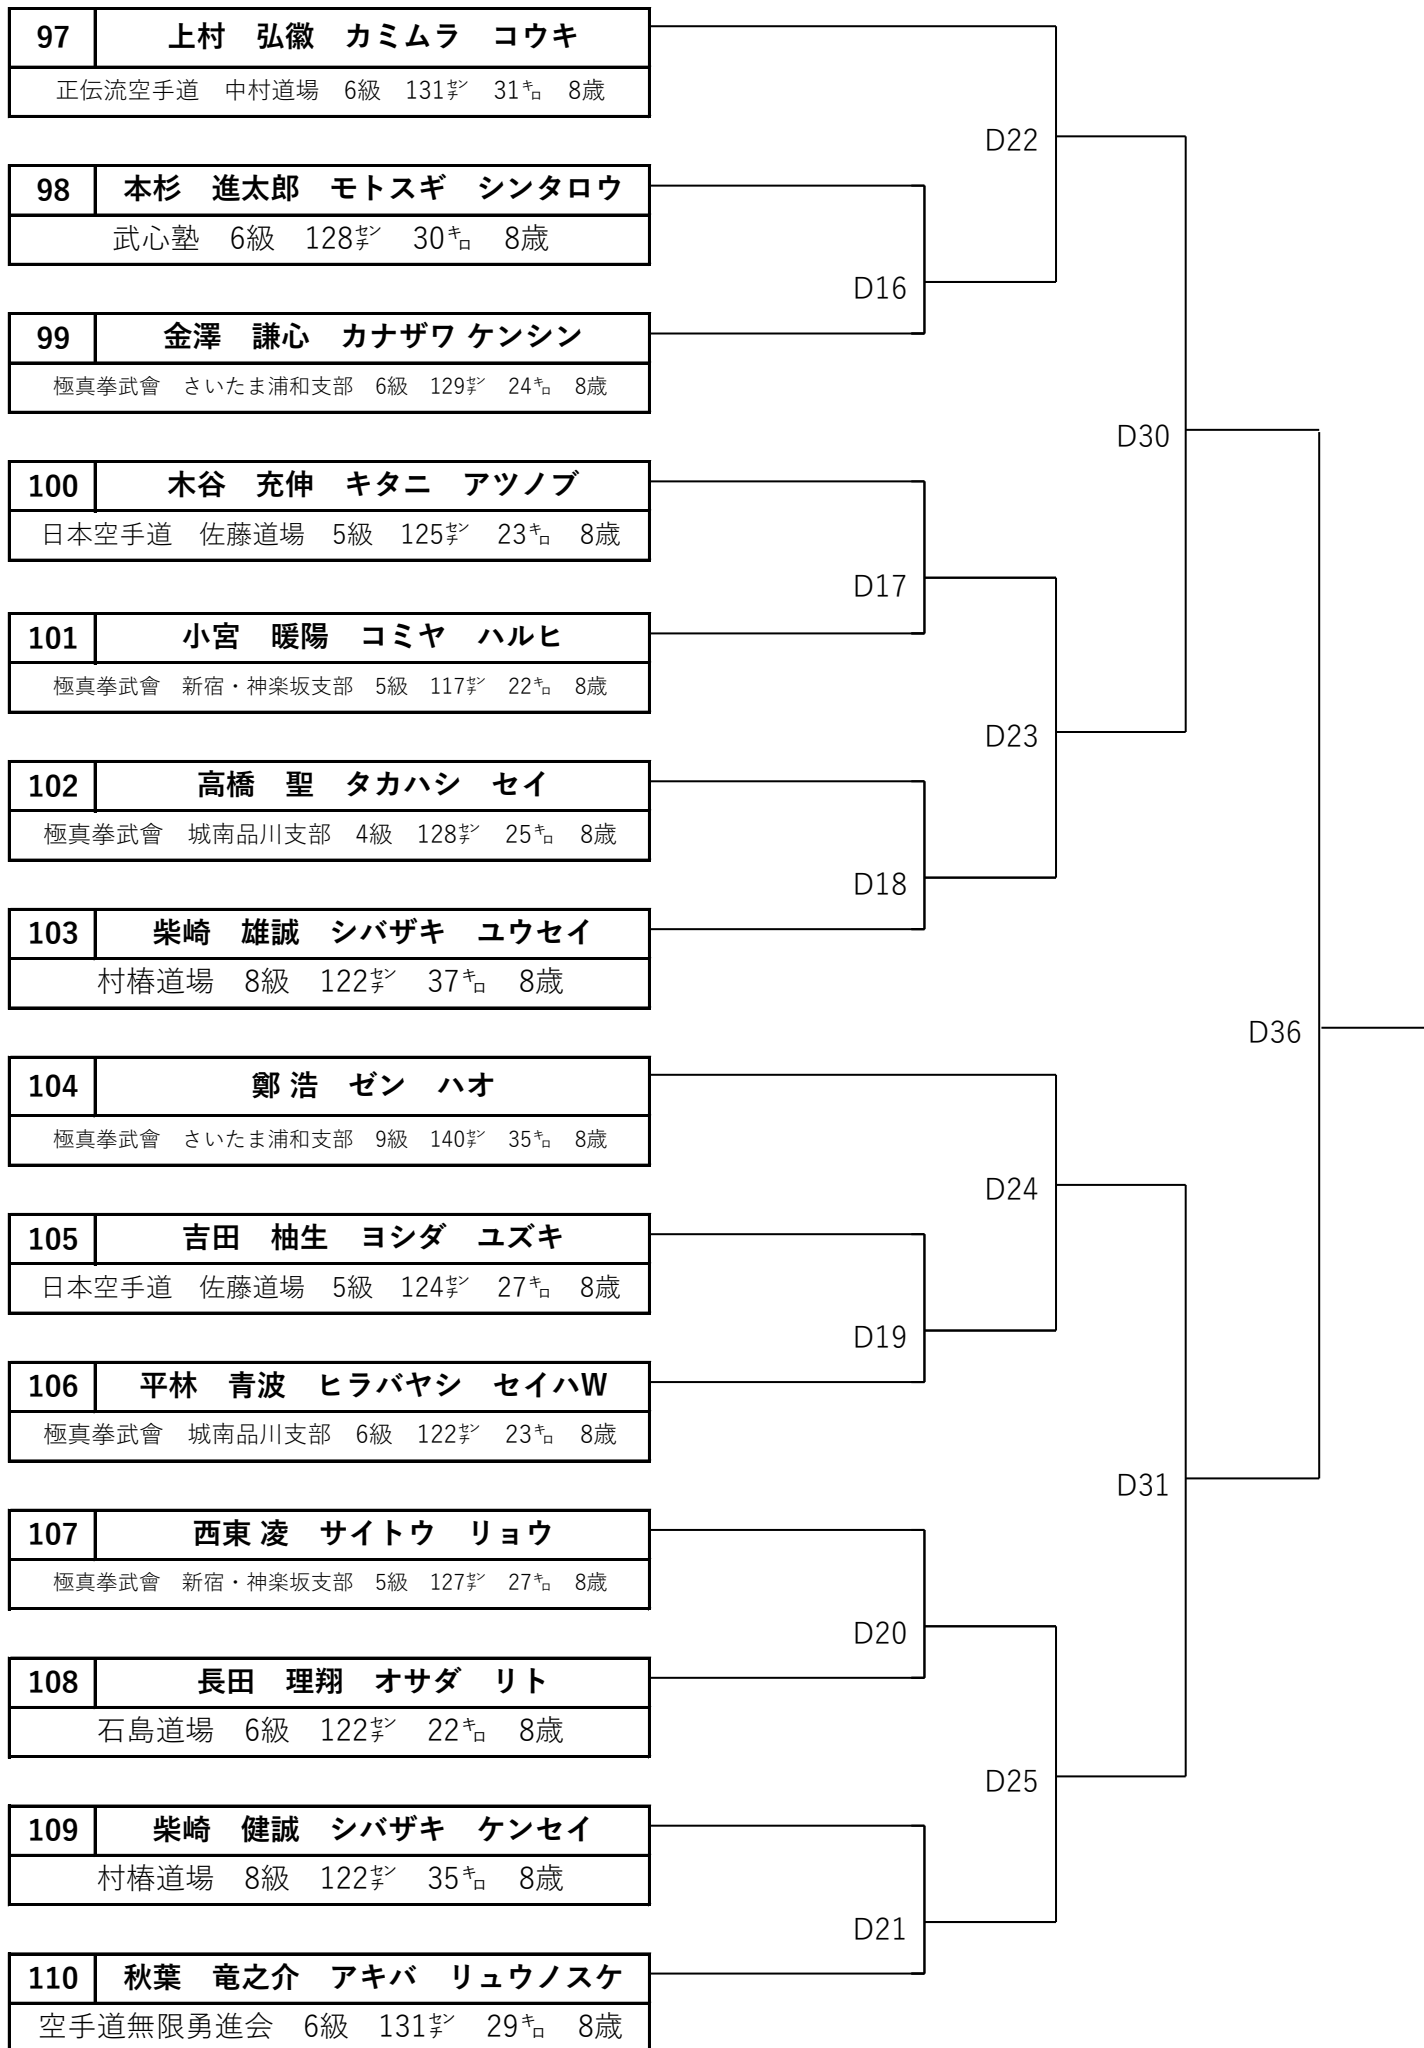 97 上村　弘徽　カミムラ　コウキ
正伝流空手道　中村道場　6級　131㌢　31㌔　8歳
D22
98 本杉　進太郎　モトスギ　シンタロウ
武心塾　6級　128㌢　30㌔　8歳
D16
99 金澤　謙心　カナザワ ケンシン
極真拳武會　さいたま浦和支部　6級　129㌢　24㌔　8歳
D30
100 木谷　充伸　キタニ　アツノブ
日本空手道　佐藤道場　5級　125㌢　23㌔　8歳
D17
101 小宮　暖陽　コミヤ　ハルヒ
極真拳武會　新宿・神楽坂支部　5級　117㌢　22㌔　8歳
D23
102 高橋　聖　タカハシ　セイ
極真拳武會　城南品川支部　4級　128㌢　25㌔　8歳
D18
103 柴崎　雄誠　シバザキ　ユウセイ
村椿道場　8級　122㌢　37㌔　8歳
D36
104 鄭 浩　ゼン　ハオ
極真拳武會　さいたま浦和支部　9級　140㌢　35㌔　8歳
D24
105 吉田　柚生　ヨシダ　ユズキ
日本空手道　佐藤道場　5級　124㌢　27㌔　8歳
D19
106 平林　青波　ヒラバヤシ　セイハW
極真拳武會　城南品川支部　6級　122㌢　23㌔　8歳
D31
107 西東 凌　サイトウ　リョウ
極真拳武會　新宿・神楽坂支部　5級　127㌢　27㌔　8歳
D20
108 長田　理翔　オサダ　リト
石島道場　6級　122㌢　22㌔　8歳
D25
109 柴崎　健誠　シバザキ　ケンセイ
村椿道場　8級　122㌢　35㌔　8歳
D21
110 秋葉　竜之介　アキバ　リュウノスケ
空手道無限勇進会　6級　131㌢　29㌔　8歳